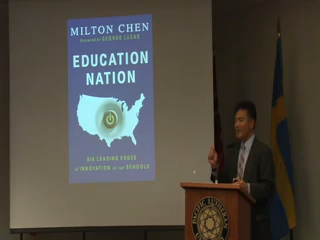 MILTON CHEN
Foreword by GEORGE LUCAS
EDUCATION
NATION
SIX LEADING EDGES
of INNOVATION in our SCHOOLS